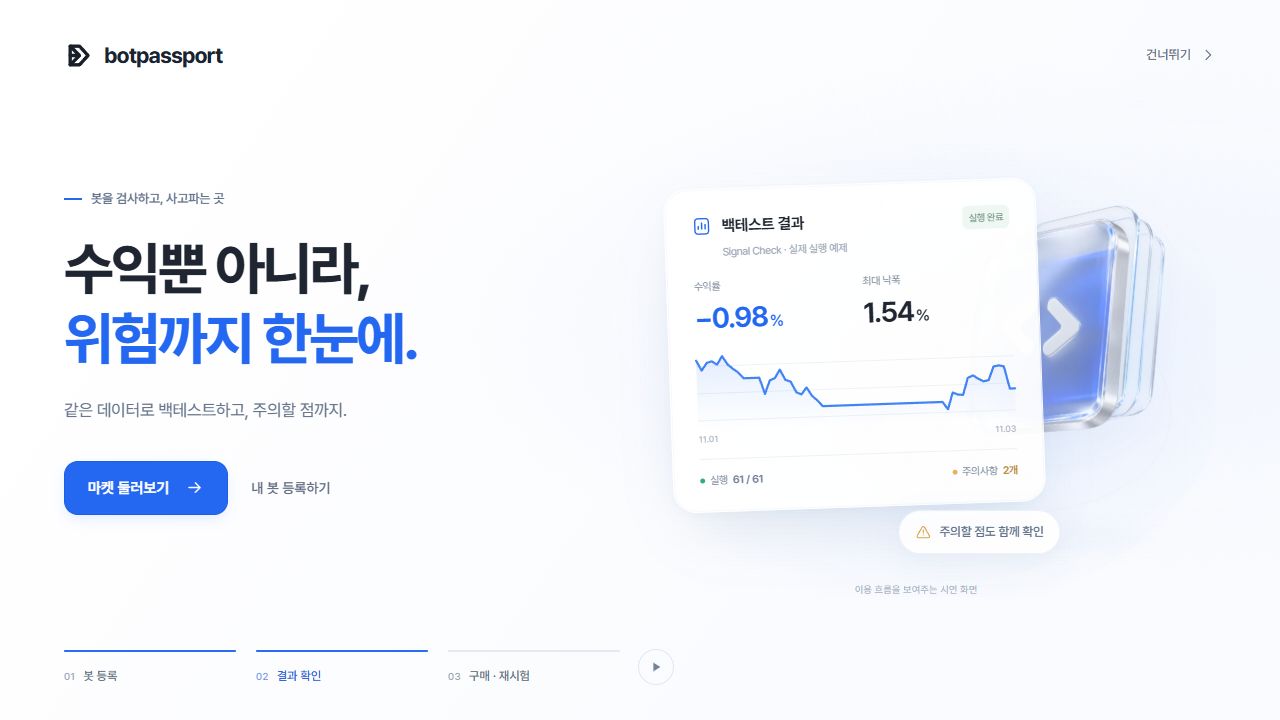 botpassport
건너뛰기
봇을 검사하고, 사고파는 곳
수익뿐 아니라,
위험까지 한눈에.
같은 데이터로 백테스트하고, 주의할 점까지.
마켓 둘러보기
내 봇 등록하기
백테스트 결과
실행 완료
Signal Check · 실제 실행 예제
수익률
최대 낙폭
−0.98%
1.54%
11.01
11.03
실행 61 / 61
주의사항 2개
주의할 점도 함께 확인
이용 흐름을 보여주는 시연 화면
01 봇 등록
02 결과 확인
03 구매 · 재시험